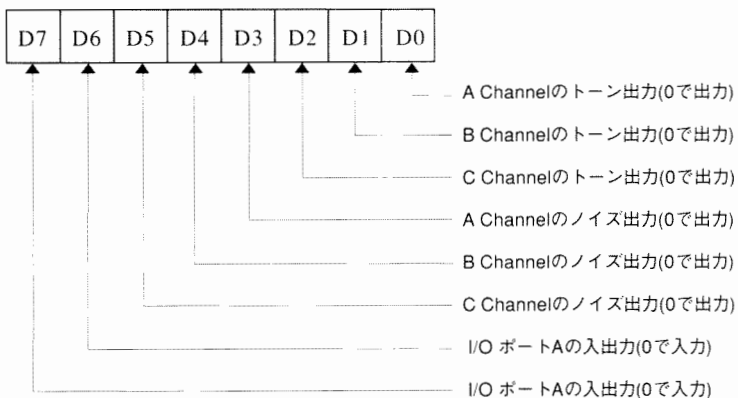 D7 D6 D5 D4 D3 D2 D1 D0
A Channelのトーン出力(0で出力)
B Channelのトーン出力(0で出力)
C Channelのトーン出力(0で出力)
A Channelのノイズ出力(0で出力)
B Channelのノイズ出力(0で出力)
C Channelのノイズ出力(0で出力)
I/O ポートAの入出力(0で入力)
I/O ポートAの入出力(0で入力)